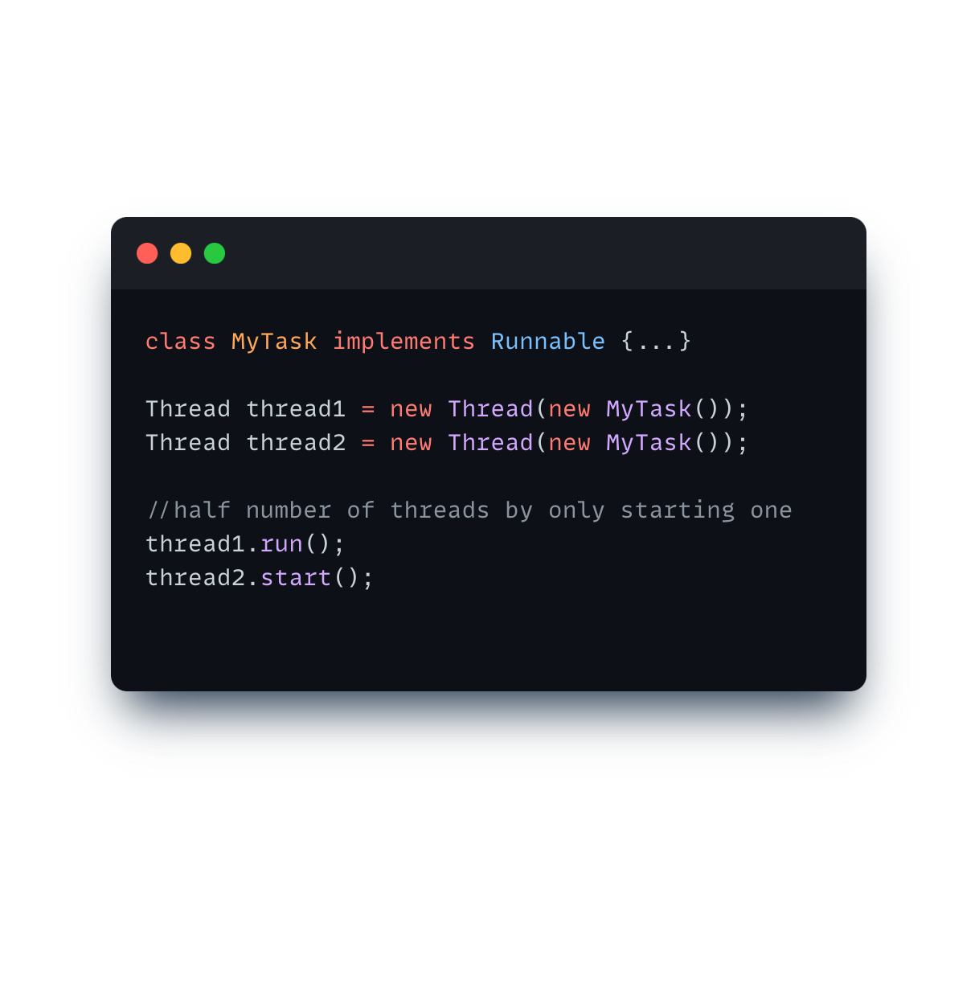 class MyTask implements Runnable {...}
Thread thread1 = new Thread(new MyTask());
Thread thread2 = new Thread(new MyTask());
//half number of threads by only starting one
thread1.run();
thread2.start();